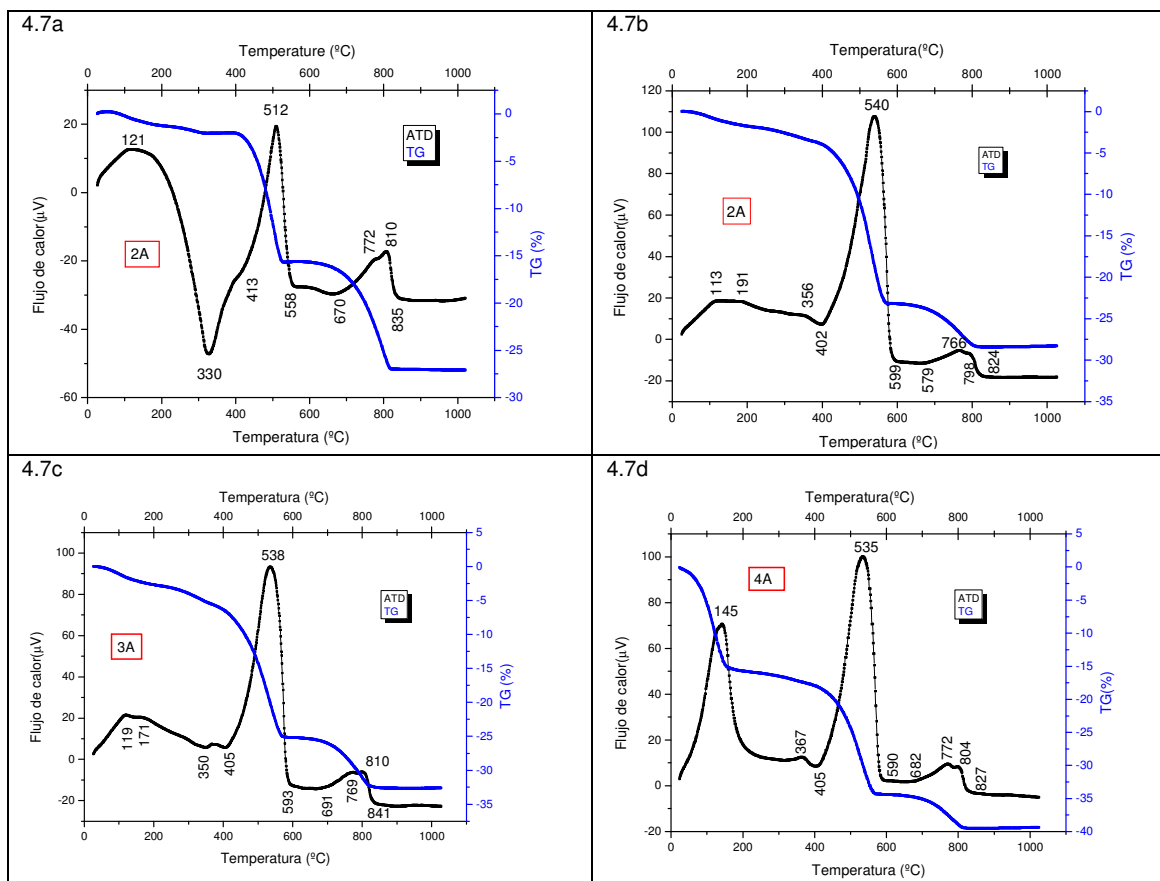 4.7a
Temperature (ºC)
0 200 400 600 800 1000
20
0
-20
-40
-60
Flujo de calor(µV)
0
-5
-10
-15
-20
-25
-30
TG (%)
121
330
413
512
558
670
772
810
835
2A
ATD
TG
0 200 400 600 800 1000
Temperatura (ºC)
4.7b
Temperatura(ºC)
0 200 400 600 800 1000
120
100
80
60
40
20
0
-20
Flujo de calor(µV)
0
-5
-10
-15
-20
-25
-30
-35
TG (%)
113
191
356
402
540
599
579
766
798
824
2A
ATD
TG
0 200 400 600 800 1000
Temperatura (ºC)
4.7c
Temperatura (ºC)
0 200 400 600 800 1000
100
80
60
40
20
0
-20
Flujo de calor(µV)
5
0
-5
-10
-15
-20
-25
-30
-35
TG (%)
119
171
350
405
538
593
691
769
810
841
3A
ATD
TG
0 200 400 600 800 1000
Temperatura (ºC)
4.7d
Temperatura(ºC)
0 200 400 600 800 1000
100
80
60
40
20
0
-20
Flujo de calor(µV)
5
0
-5
-10
-15
-20
-25
-30
-35
-40
TG(%)
145
367
405
535
590
682
772
804
827
4A
ATD
TG
0 200 400 600 800 1000
Temperatura (ºC)